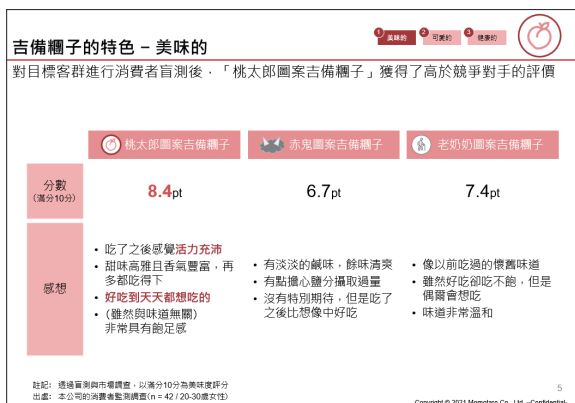 吉備糰子的特色 – 美味的
1 美味的 2 可愛的 3 健康的
對目標客群進行消費者盲測後，「桃太郎圖案吉備糰子」獲得了高於競爭對手的評價
桃太郎圖案吉備糰子 赤鬼圖案吉備糰子 老奶奶圖案吉備糰子
分數
(滿分10分)
8.4pt 6.7pt 7.4pt
感想
• 吃了之後感覺活力充沛
• 甜味高雅且香氣豐富，再
多都吃得下
• 好吃到天天都想吃的
• (雖然與味道無關)
非常具有飽足感
• 有淡淡的鹹味，餘味清爽
• 有點擔心鹽分攝取過量
• 沒有特別期待，但是吃了
之後比想像中好吃
• 像以前吃過的懷舊味道
• 雖然好吃卻吃不飽，但是
偶爾會想吃
• 味道非常溫和
註記: 透過盲測與市場調查，以滿分10分為美味度評分
出處: 本公司的消費者監測調查(n = 42 / 20-30歲女性)
5
Copyright © 2021 Momotaro Co., Ltd. -Confidential-